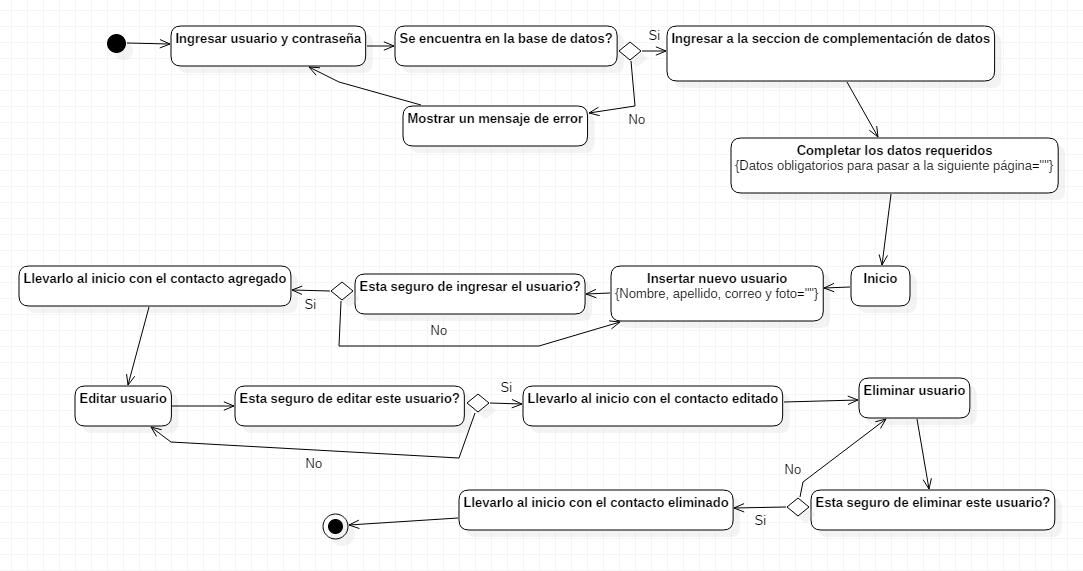 Ingresar usuario y contraseña
Se encuentra en la base de datos?
Si
Ingresar a la seccion de complementación de datos
No
Mostrar un mensaje de error
Completar los datos requeridos
{Datos obligatorios para pasar a la siguiente página=""}
Inicio
Insertar nuevo usuario
{Nombre, apellido, correo y foto=""}
Esta seguro de ingresar el usuario?
Si
No
Llevarlo al inicio con el contacto agregado
Editar usuario
Esta seguro de editar este usuario?
Si
No
Llevarlo al inicio con el contacto editado
Eliminar usuario
No
Esta seguro de eliminar este usuario?
Si
Llevarlo al inicio con el contacto eliminado